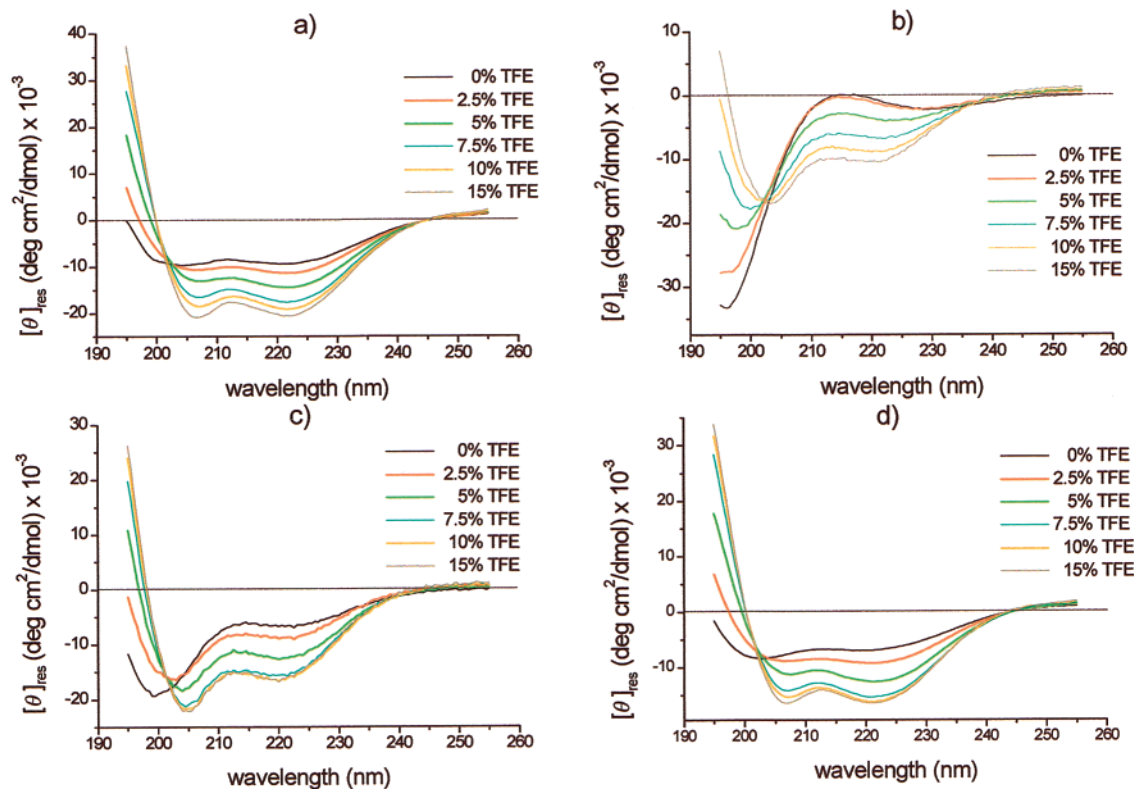 a)
[θ]res (deg cm²/dmol) x 10⁻³
40
30
20
10
0
-10
-20
0% TFE
2.5% TFE
5% TFE
7.5% TFE
10% TFE
15% TFE
190 200 210 220 230 240 250 260
wavelength (nm)
b)
[θ]res (deg cm²/dmol) x 10⁻³
10
0
-10
-20
-30
0% TFE
2.5% TFE
5% TFE
7.5% TFE
10% TFE
15% TFE
190 200 210 220 230 240 250 260
wavelength (nm)
c)
[θ]res (deg cm²/dmol) x 10⁻³
30
20
10
0
-10
-20
0% TFE
2.5% TFE
5% TFE
7.5% TFE
10% TFE
15% TFE
190 200 210 220 230 240 250 260
wavelength (nm)
d)
[θ]res (deg cm²/dmol) x 10⁻³
30
20
10
0
-10
0% TFE
2.5% TFE
5% TFE
7.5% TFE
10% TFE
15% TFE
190 200 210 220 230 240 250 260
wavelength (nm)